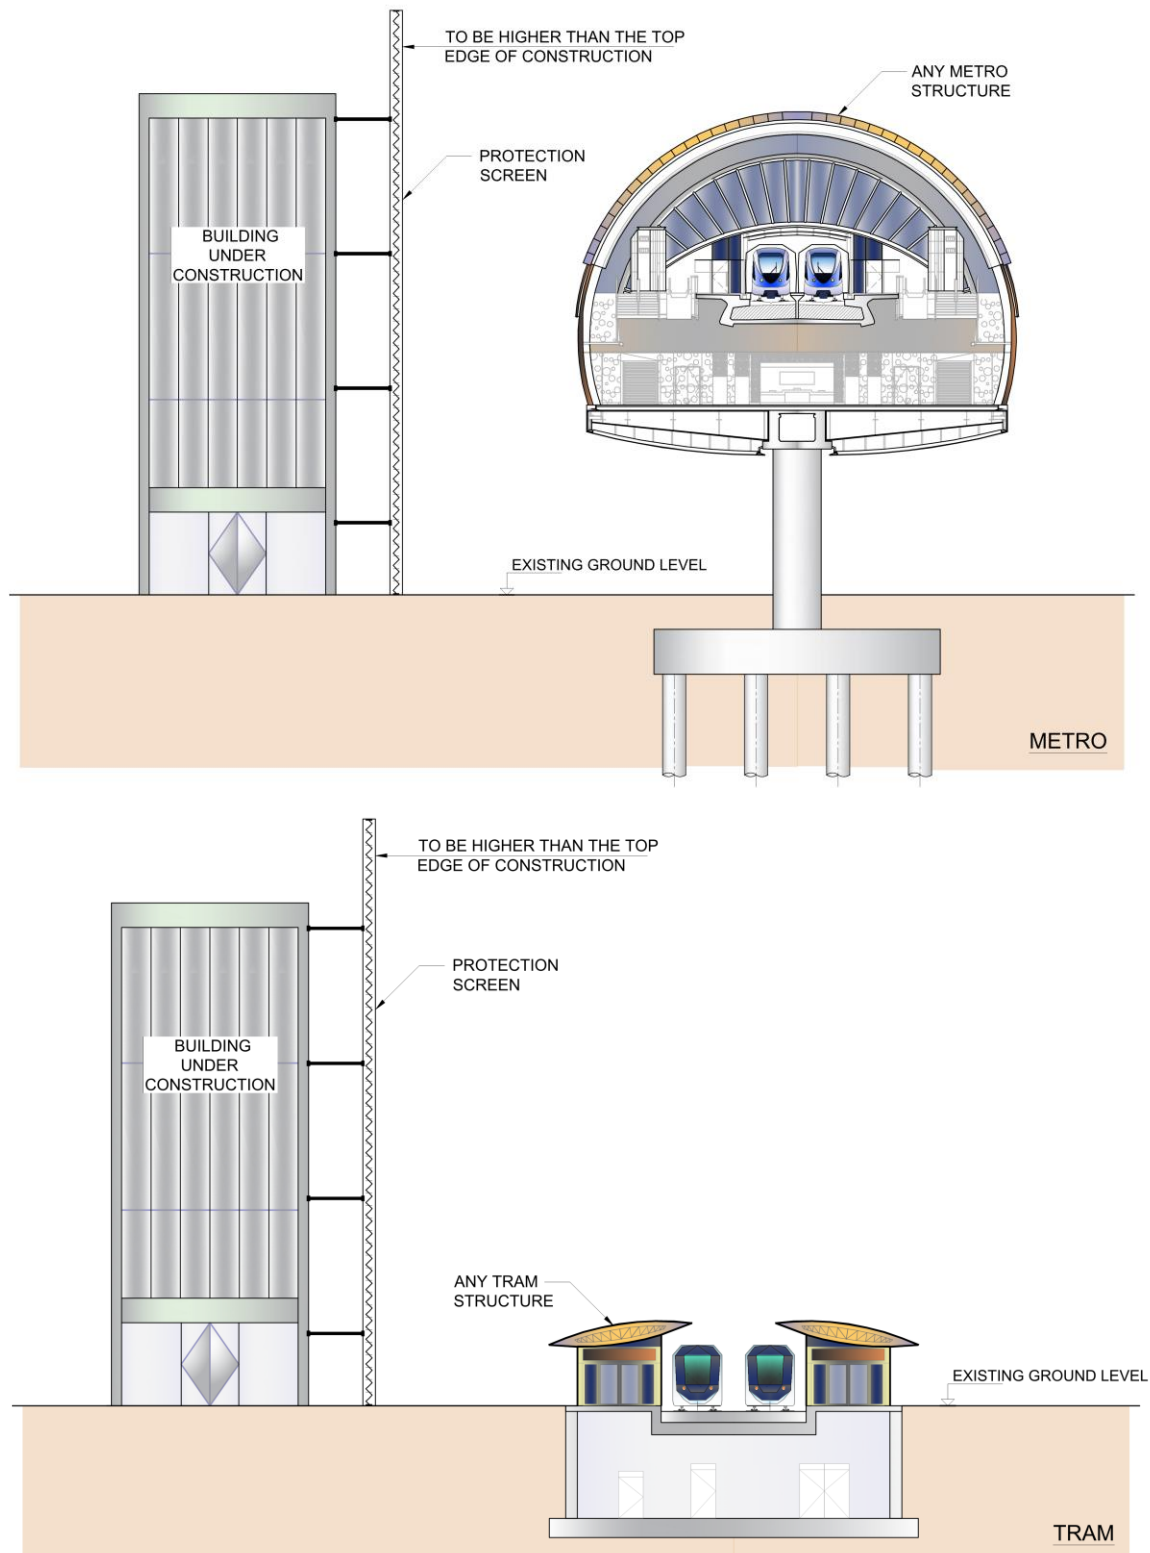 TO BE HIGHER THAN THE TOP
EDGE OF CONSTRUCTION
ANY METRO
STRUCTURE
PROTECTION
SCREEN
BUILDING
UNDER
CONSTRUCTION
EXISTING GROUND LEVEL
METRO
TO BE HIGHER THAN THE TOP
EDGE OF CONSTRUCTION
PROTECTION
SCREEN
BUILDING
UNDER
CONSTRUCTION
ANY TRAM
STRUCTURE
EXISTING GROUND LEVEL
TRAM